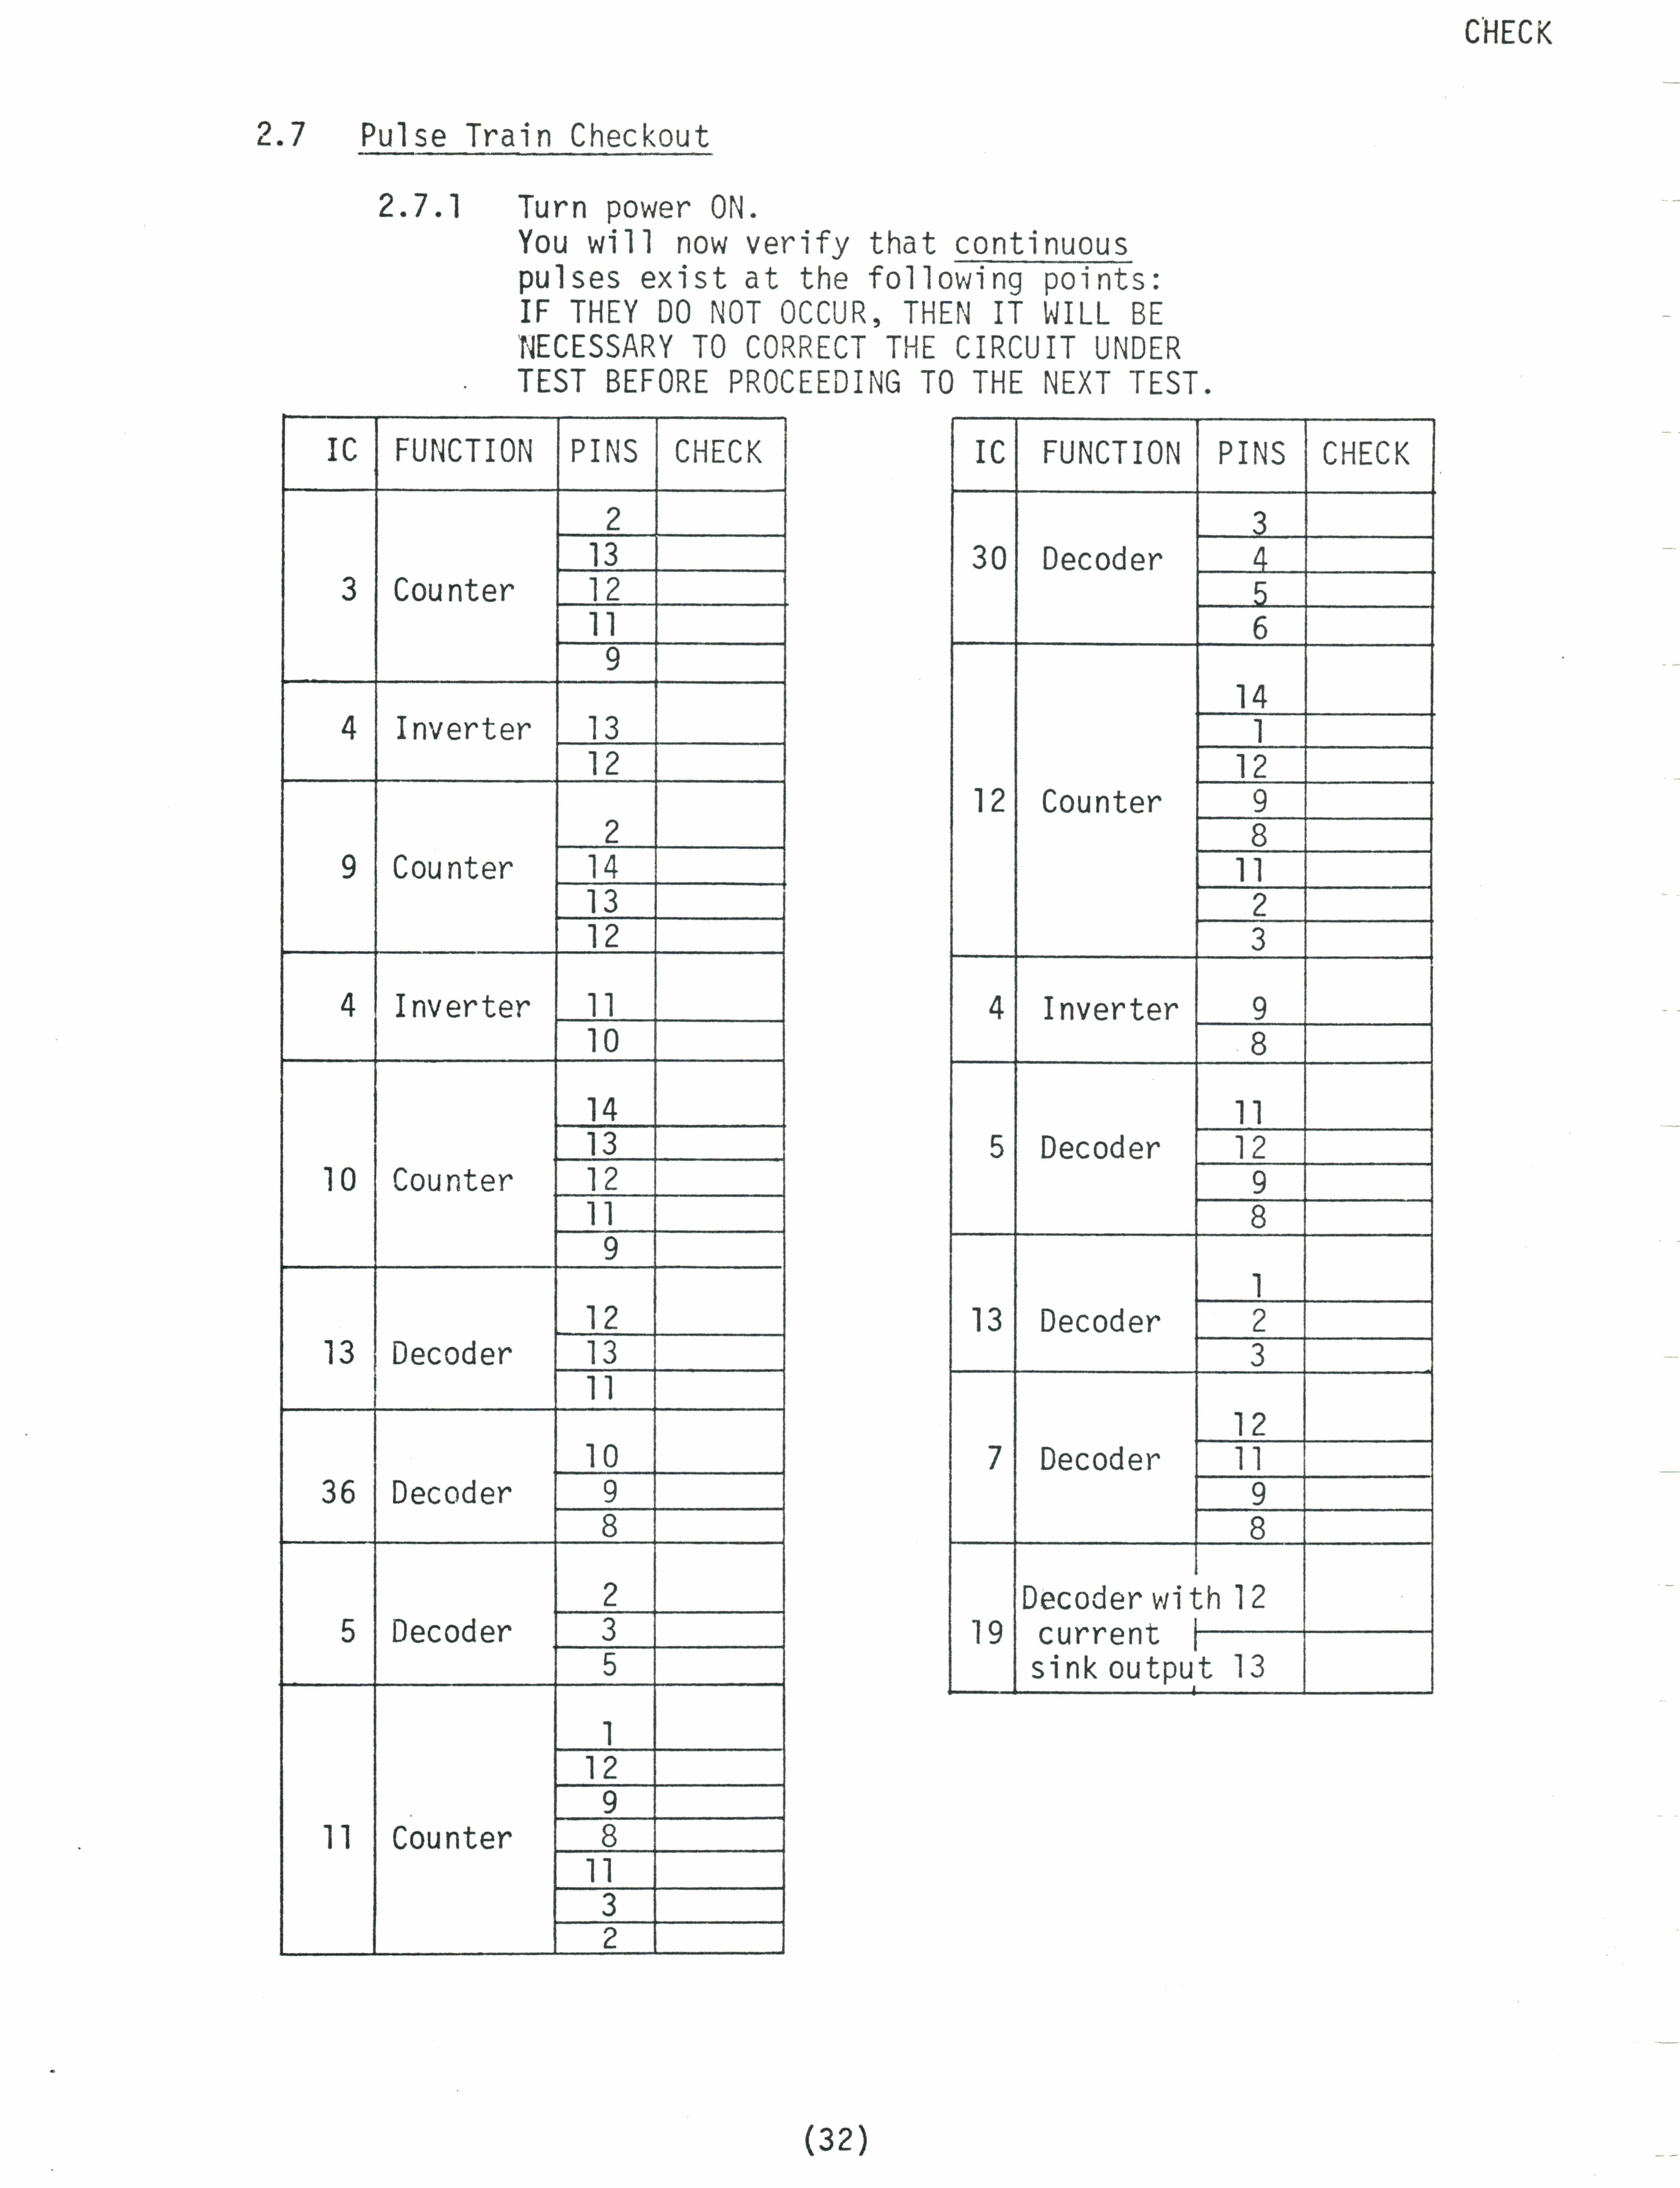 CHECK
2.7 Pulse Train Checkout
2.7.1 Turn power ON.
You will now verify that continuous
pulses exist at the following points:
IF THEY DO NOT OCCUR, THEN IT WILL BE
NECESSARY TO CORRECT THE CIRCUIT UNDER
TEST BEFORE PROCEEDING TO THE NEXT TEST.
IC FUNCTION PINS CHECK
2
13
3 Counter 12
11
9
4 Inverter 13
12
2
9 Counter 14
13
12
4 Inverter 11
10
14
13
10 Counter 12
11
9
12
13 Decoder 13
11
10
36 Decoder 9
8
2
5 Decoder 3
5
1
12
9
11 Counter 8
11
3
2
IC FUNCTION PINS CHECK
3
30 Decoder 4
5
6
14
1
12
12 Counter 9
8
11
2
3
4 Inverter 9
8
11
5 Decoder 12
9
8
1
13 Decoder 2
3
12
7 Decoder 11
9
8
Decoder with 12
19 current
sink output 13
(32)